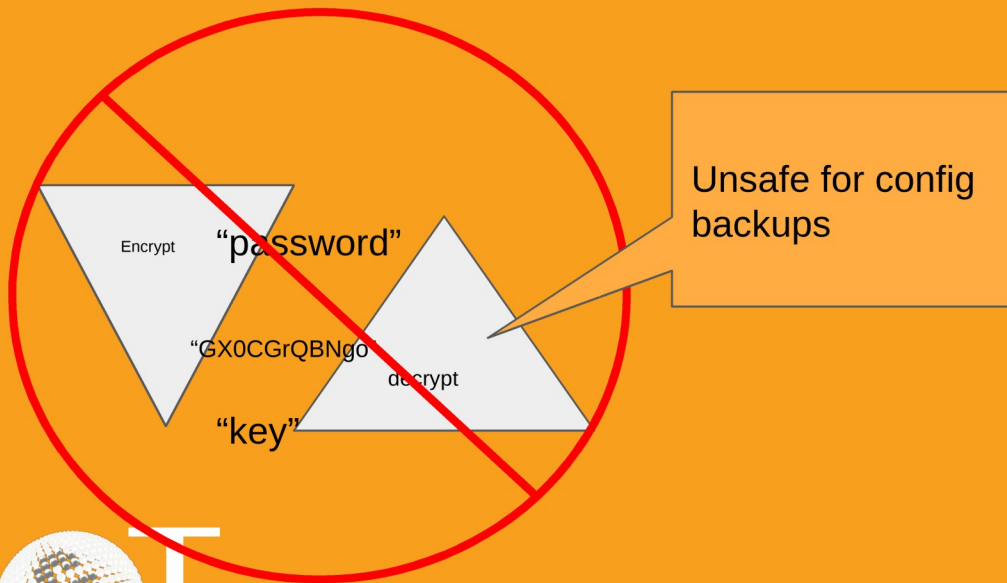 Encrypt
“password”
Unsafe for config
backups
“GX0CGrQBNgo”
decrypt
“key”
T